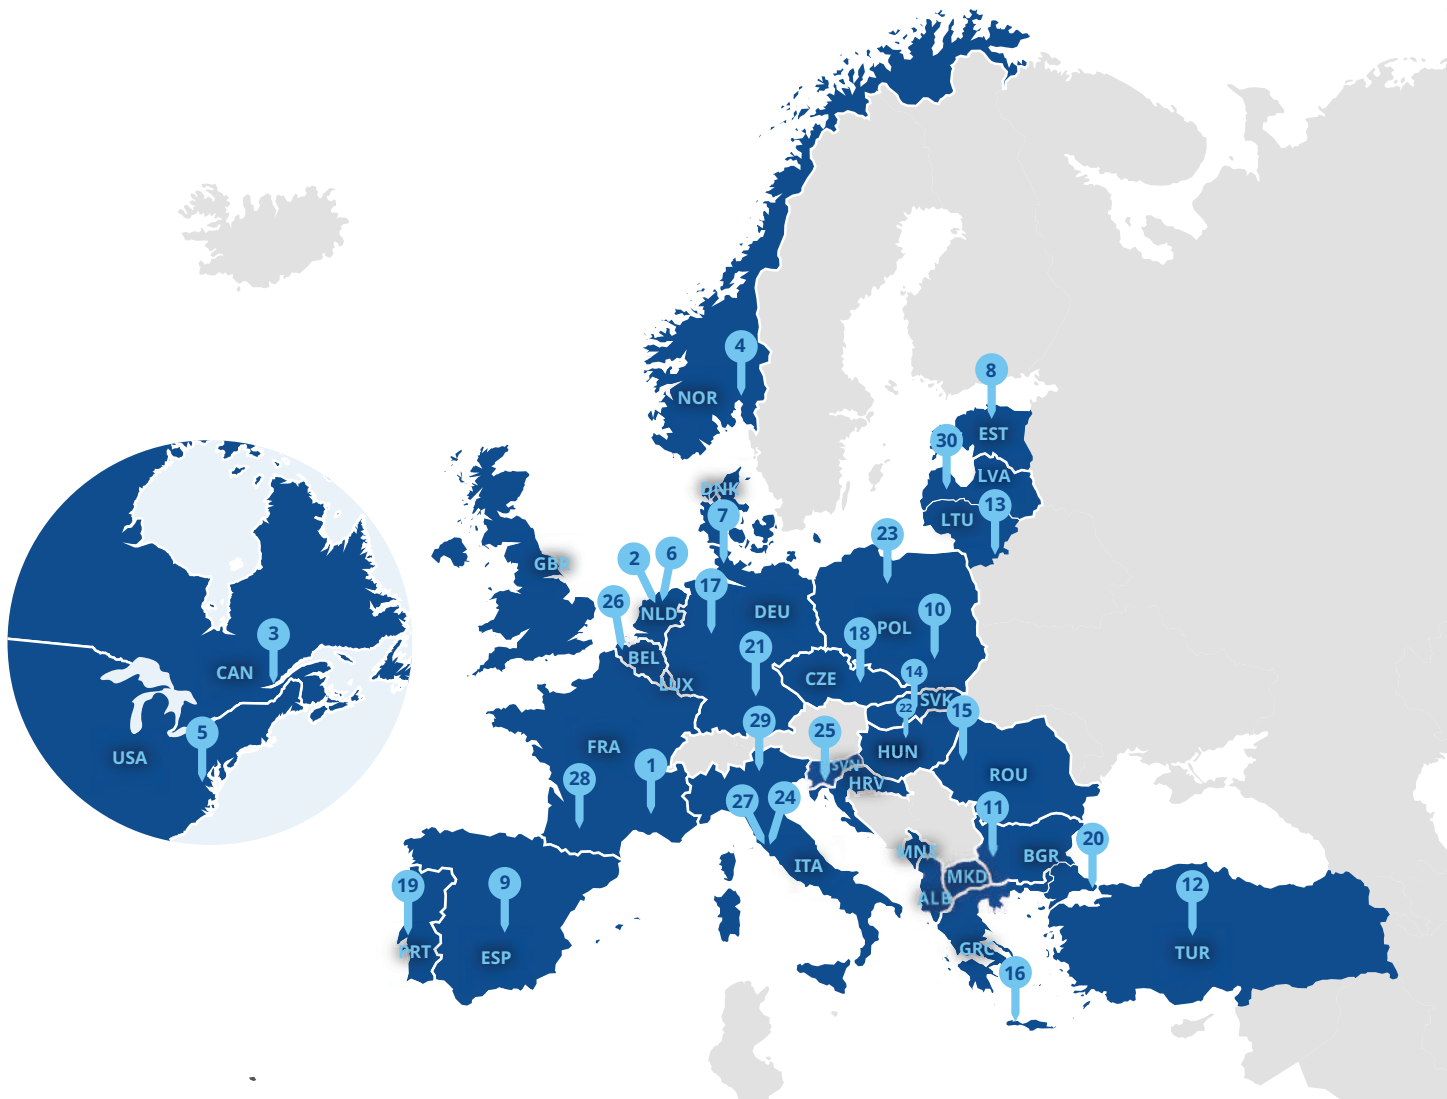 4
NOR
8
EST
30
LVA
DNK
13
LTU
7
23
GBR
2
6
17
26
NLD
DEU
10
POL
18
3
21
BEL
CAN
LUX
CZE
14
SVK
22
15
5
29
25
USA
FRA
HUN
1
SVN
28
HRV
ROU
27
24
11
20
MNE
BGR
ITA
MKD
19
9
12
ALB
PRT
ESP
GRC
TUR
16